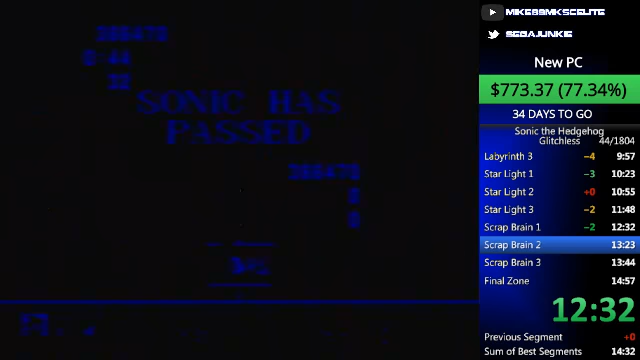 SONIC HAS
PASSED
MIKE89MKSCELITE
SEGAJUNKIE
New PC
$773.37 (77.34%)
34 DAYS TO GO
Sonic the Hedgehog
Glitchless 44/1804
Labyrinth 3 −4 9:57
Star Light 1 −3 10:23
Star Light 2 +0 10:55
Star Light 3 −2 11:48
Scrap Brain 1 −2 12:32
Scrap Brain 2 13:23
Scrap Brain 3 13:44
Final Zone 14:57
12:32
Previous Segment +0
Sum of Best Segments 14:32